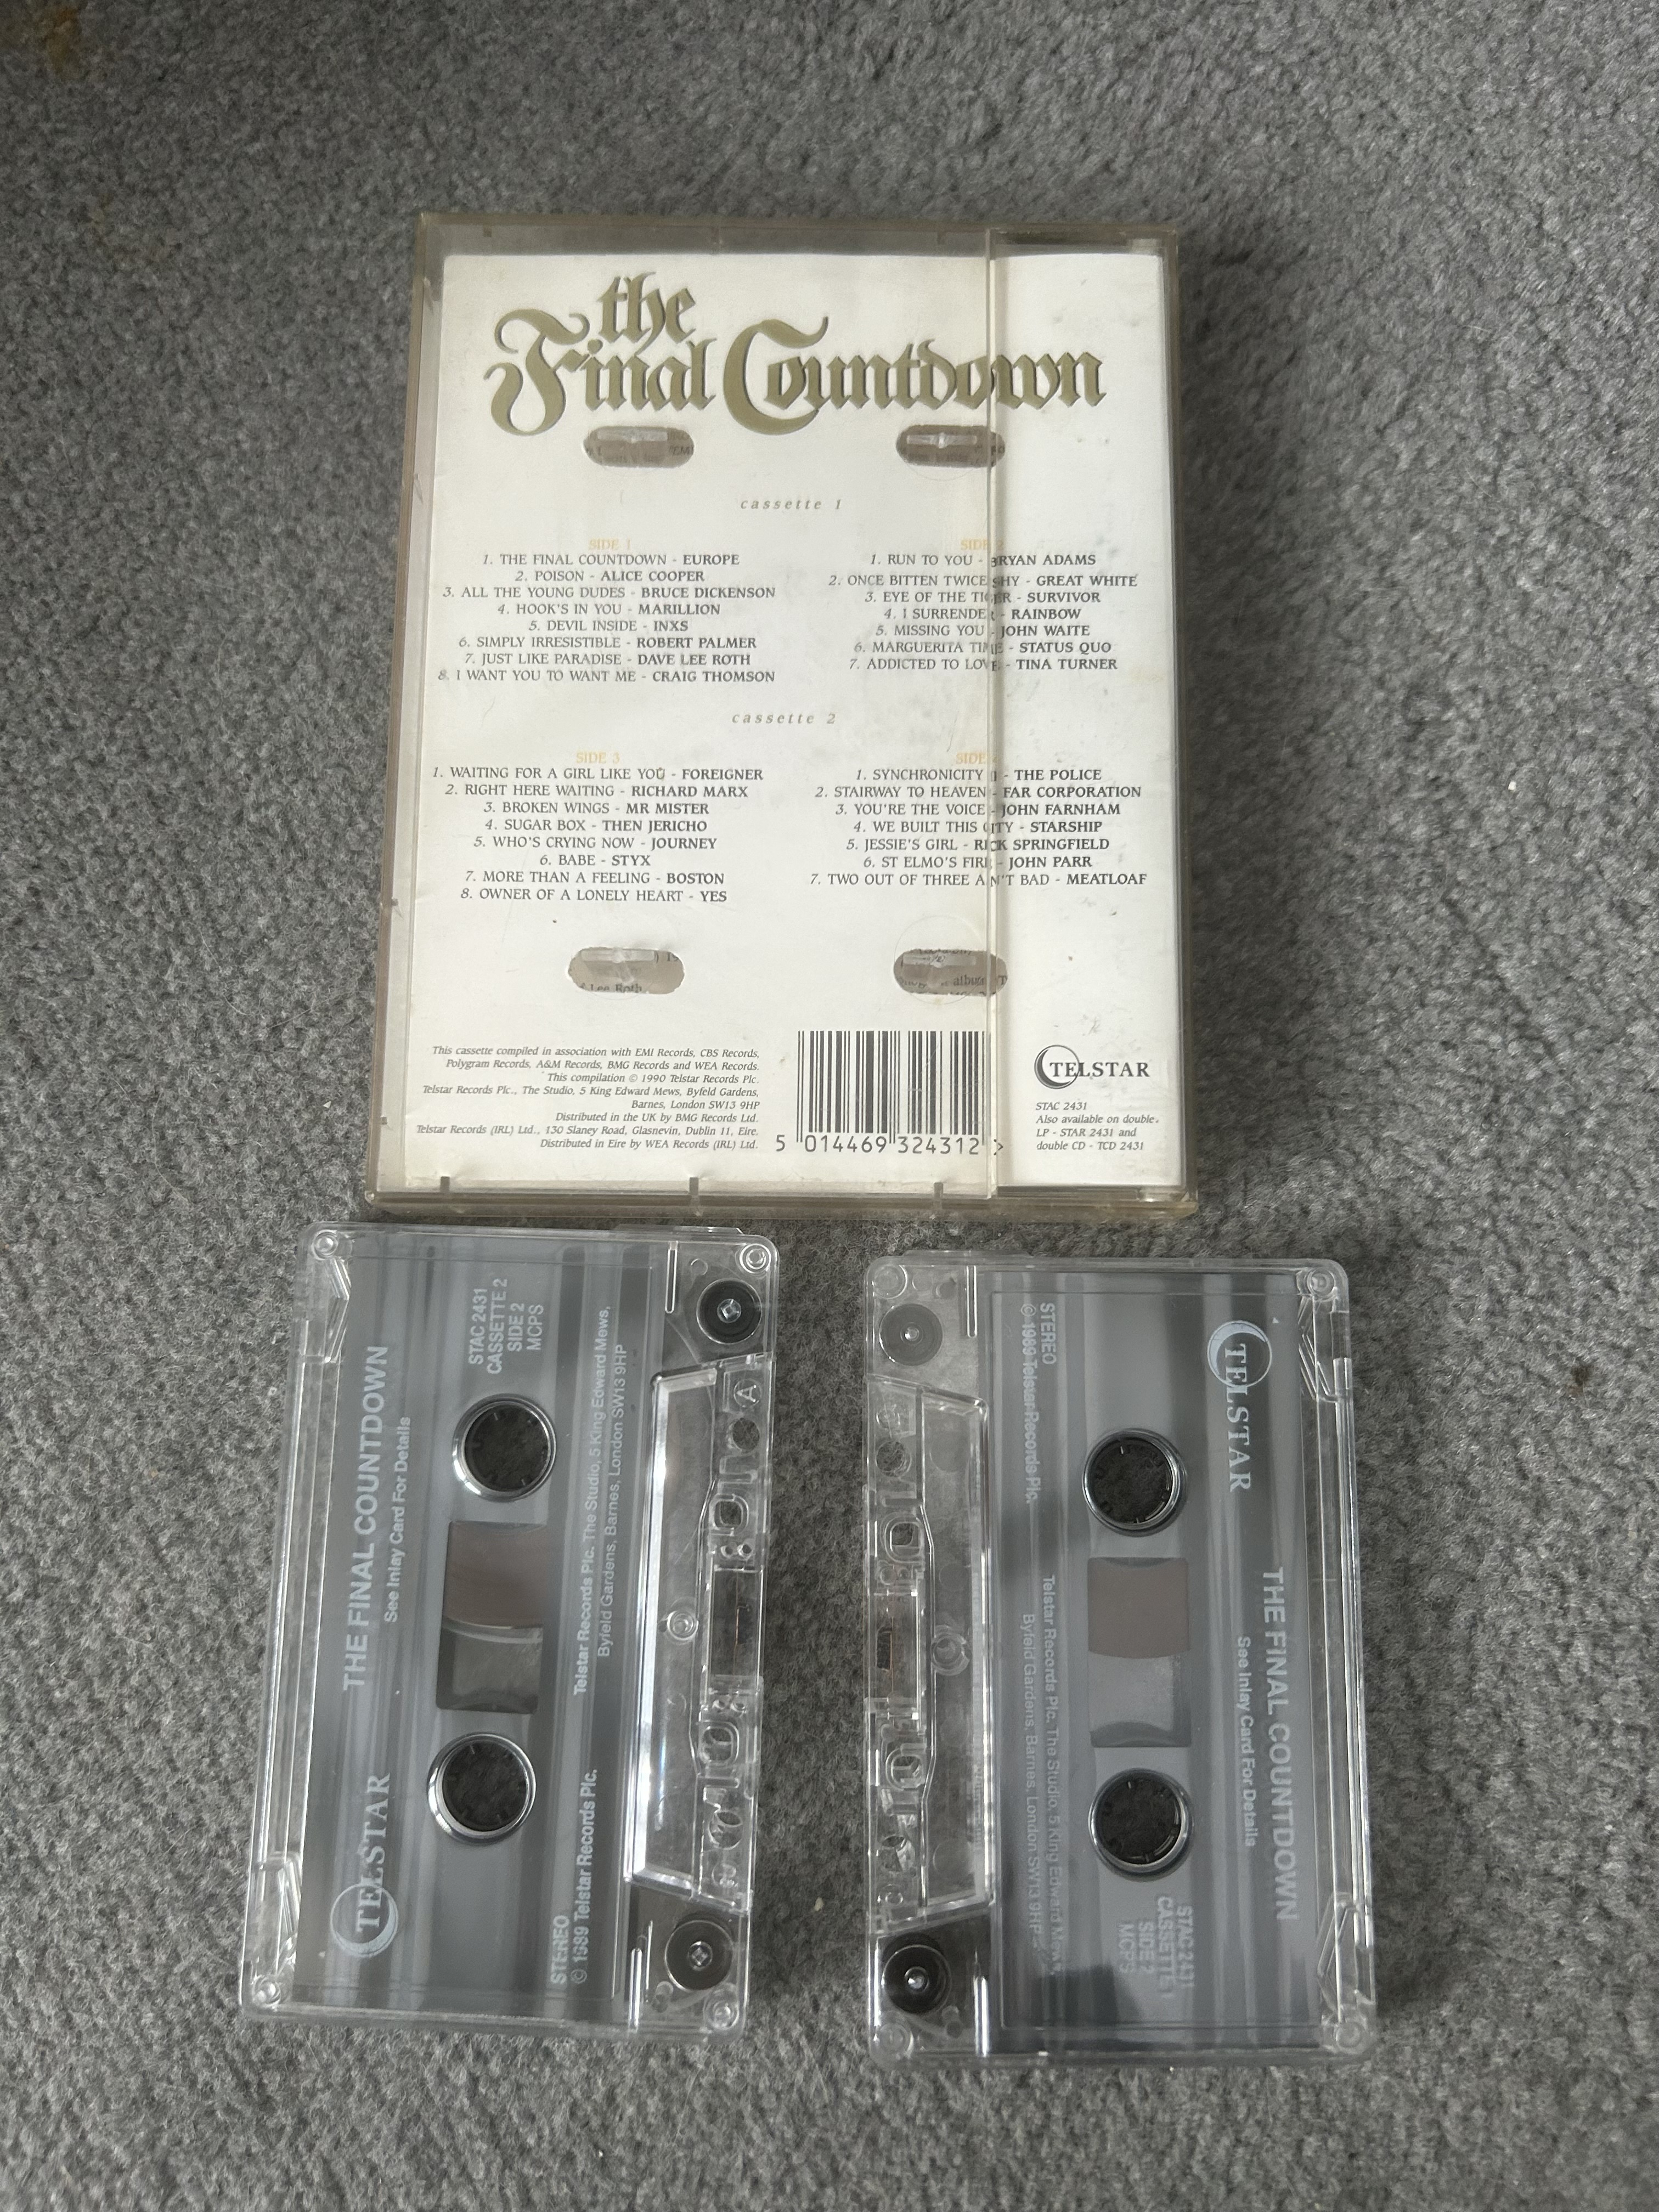 the
Final Countdown
cassette 1
SIDE 1
1. THE FINAL COUNTDOWN - EUROPE
2. POISON - ALICE COOPER
3. ALL THE YOUNG DUDES - BRUCE DICKENSON
4. HOOK'S IN YOU - MARILLION
5. DEVIL INSIDE - INXS
6. SIMPLY IRRESISTIBLE - ROBERT PALMER
7. JUST LIKE PARADISE - DAVE LEE ROTH
8. I WANT YOU TO WANT ME - CRAIG THOMSON
SIDE 2
1. RUN TO YOU - BRYAN ADAMS
2. ONCE BITTEN TWICE SHY - GREAT WHITE
3. EYE OF THE TIGER - SURVIVOR
4. I SURRENDER - RAINBOW
5. MISSING YOU - JOHN WAITE
6. MARGUERITA TIME - STATUS QUO
7. ADDICTED TO LOVE - TINA TURNER
cassette 2
SIDE 3
1. WAITING FOR A GIRL LIKE YOU - FOREIGNER
2. RIGHT HERE WAITING - RICHARD MARX
3. BROKEN WINGS - MR MISTER
4. SUGAR BOX - THEN JERICHO
5. WHO'S CRYING NOW - JOURNEY
6. BABE - STYX
7. MORE THAN A FEELING - BOSTON
8. OWNER OF A LONELY HEART - YES
SIDE
1. SYNCHRONICITY II - THE POLICE
2. STAIRWAY TO HEAVEN - FAR CORPORATION
3. YOU'RE THE VOICE - JOHN FARNHAM
4. WE BUILT THIS CITY - STARSHIP
5. JESSIE'S GIRL - RICK SPRINGFIELD
6. ST ELMO'S FIRE - JOHN PARR
7. TWO OUT OF THREE AIN'T BAD - MEATLOAF
Lee Roth
This cassette compiled in association with EMI Records, CBS Records,
Polygram Records, A&M Records, BMG Records and WEA Records.
This compilation © 1990 Telstar Records Plc.
Telstar Records Plc., The Studio, 5 King Edward Mews, Byfeld Gardens,
Barnes, London SW13 9HP
Distributed in the UK by BMG Records Ltd.
Telstar Records (IRL) Ltd., 130 Slaney Road, Glasnevin, Dublin 11, Eire.
Distributed in Eire by WEA Records (IRL) Ltd.
5 014469 324312 >
TELSTAR
STAC 2431
Also available on double
LP - STAR 2431 and
double CD - TCD 2431
TELSTAR
THE FINAL COUNTDOWN
See Inlay Card For Details
STAC 2431
CASSETTE 2
SIDE 2
MCPS
STEREO
© 1989 Telstar Records Plc.
Telstar Records Plc. The Studio, 5 King Edward Mews,
Byfeld Gardens, Barnes, London SW13 9HP
A
TELSTAR
THE FINAL COUNTDOWN
See Inlay Card For Details
STAC 2431
CASSETTE 1
SIDE 2
MCPS
STEREO
© 1989 Telstar Records Plc.
Telstar Records Plc. The Studio, 5 King Edward Mews,
Byfeld Gardens, Barnes, London SW13 9HP